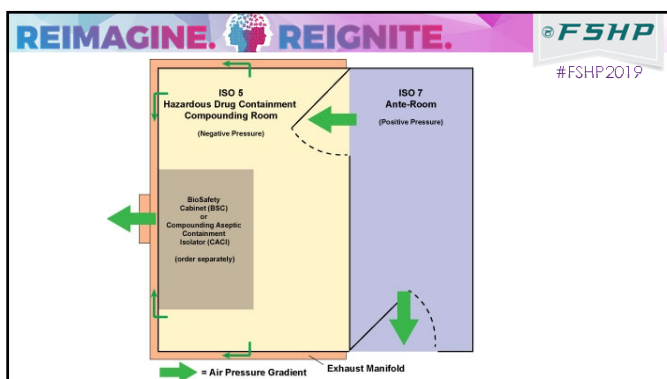 REIMAGINE. REIGNITE.
FSHP
#FSHP2019
ISO 5
Hazardous Drug Containment
Compounding Room
(Negative Pressure)
ISO 7
Ante-Room
(Positive Pressure)
BioSafety
Cabinet (BSC)
or
Compounding Aseptic
Containment
Isolator (CACI)
(order separately)
= Air Pressure Gradient
Exhaust Manifold